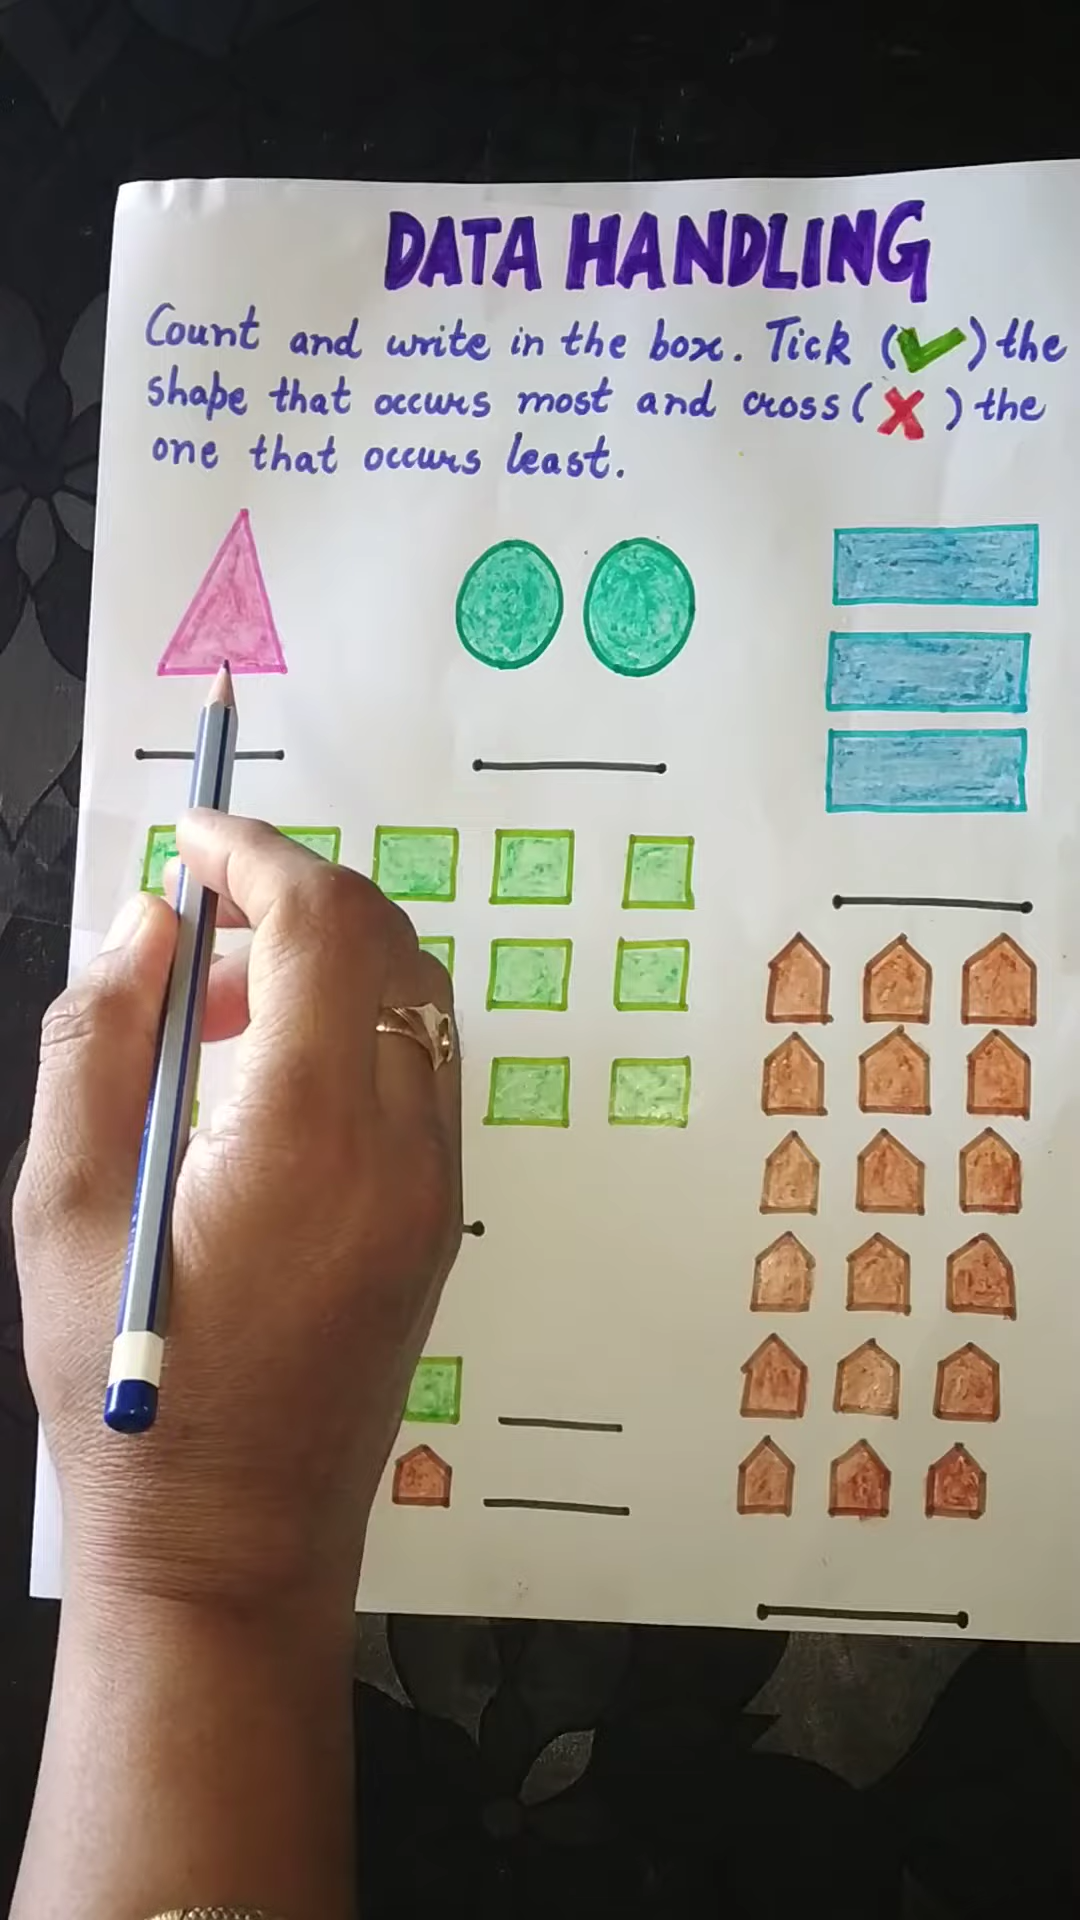 DATA HANDLING
Count and write in the box. Tick (✓) the
shape that occurs most and cross (✗) the
one that occurs least.